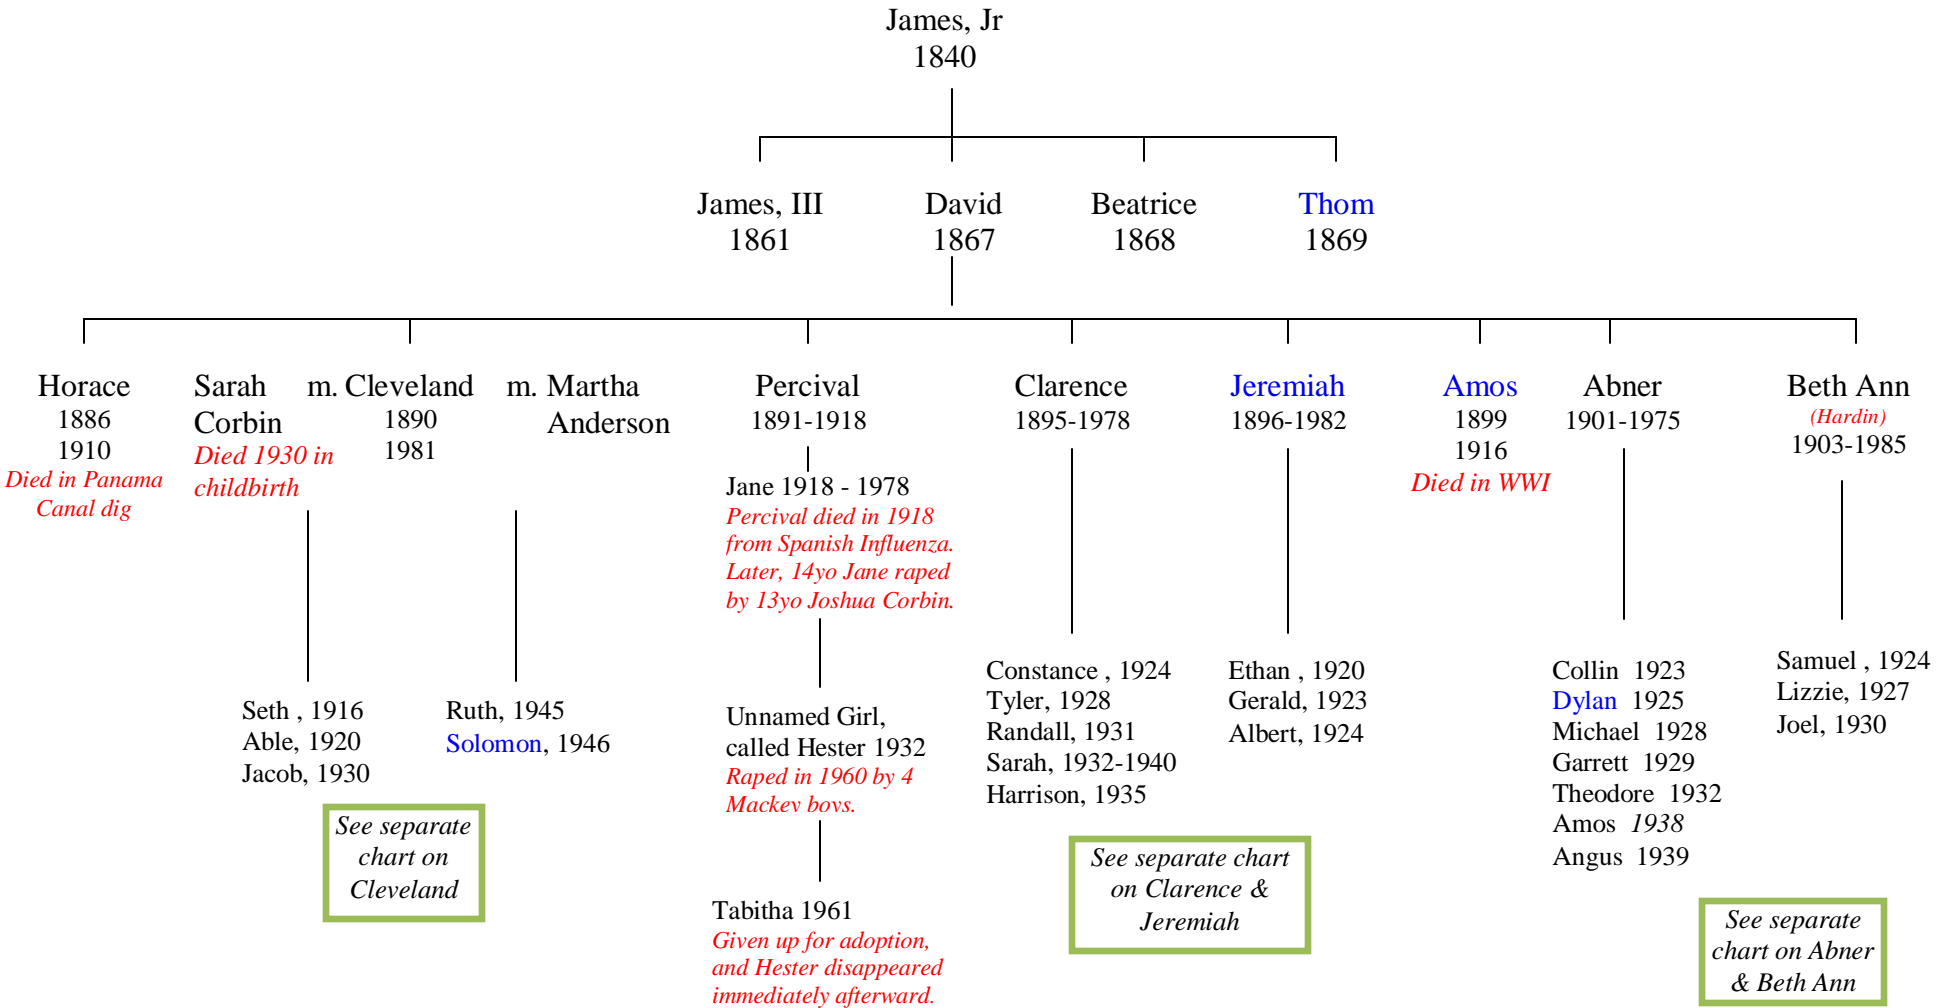 James, Jr
1840
James, III
1861
David
1867
Beatrice
1868
Thom
1869
Horace
1886
1910
Died in Panama
Canal dig
Sarah
Corbin
Died 1930 in
childbirth
m. Cleveland
1890
1981
m. Martha
Anderson
Percival
1891-1918
Clarence
1895-1978
Jeremiah
1896-1982
Amos
1899
1916
Died in WWI
Abner
1901-1975
Beth Ann
(Hardin)
1903-1985
Jane 1918 - 1978
Percival died in 1918
from Spanish Influenza.
Later, 14yo Jane raped
by 13yo Joshua Corbin.
Seth , 1916
Able, 1920
Jacob, 1930
Ruth, 1945
Solomon, 1946
Unnamed Girl,
called Hester 1932
Raped in 1960 by 4
Mackey boys.
Constance , 1924
Tyler, 1928
Randall, 1931
Sarah, 1932-1940
Harrison, 1935
Ethan , 1920
Gerald, 1923
Albert, 1924
Collin 1923
Dylan 1925
Michael 1928
Garrett 1929
Theodore 1932
Amos 1938
Angus 1939
Samuel , 1924
Lizzie, 1927
Joel, 1930
See separate
chart on
Cleveland
Tabitha 1961
Given up for adoption,
and Hester disappeared
immediately afterward.
See separate chart
on Clarence &
Jeremiah
See separate
chart on Abner
& Beth Ann